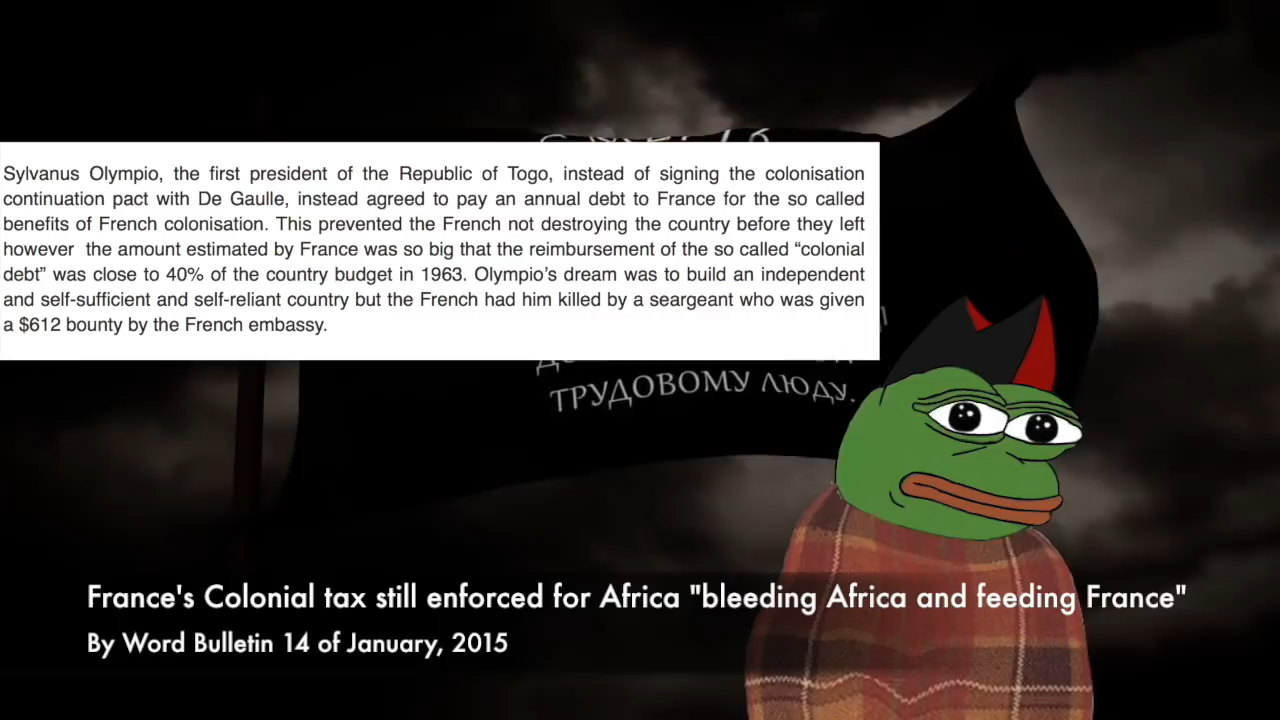 Sylvanus Olympio, the first president of the Republic of Togo, instead of signing the colonisation
continuation pact with De Gaulle, instead agreed to pay an annual debt to France for the so called
benefits of French colonisation. This prevented the French not destroying the country before they left
however the amount estimated by France was so big that the reimbursement of the so called “colonial
debt” was close to 40% of the country budget in 1963. Olympio’s dream was to build an independent
and self-sufficient and self-reliant country but the French had him killed by a seargeant who was given
a $612 bounty by the French embassy.
ТРУДОВОМУ ЛЮДУ.
France's Colonial tax still enforced for Africa "bleeding Africa and feeding France"
By Word Bulletin 14 of January, 2015